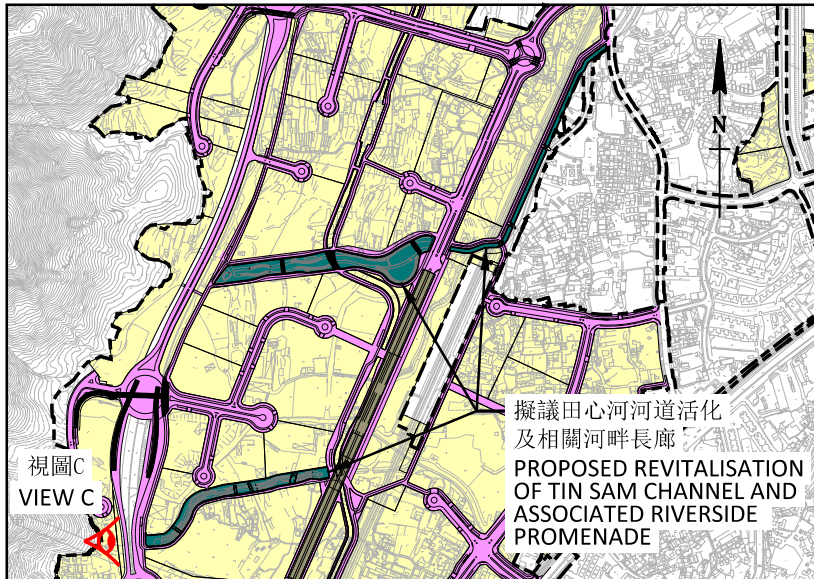 N
擬議田心河河道活化
及相關河畔長廊
PROPOSED REVITALISATION
OF TIN SAM CHANNEL AND
ASSOCIATED RIVERSIDE
PROMENADE
視圖C
VIEW C